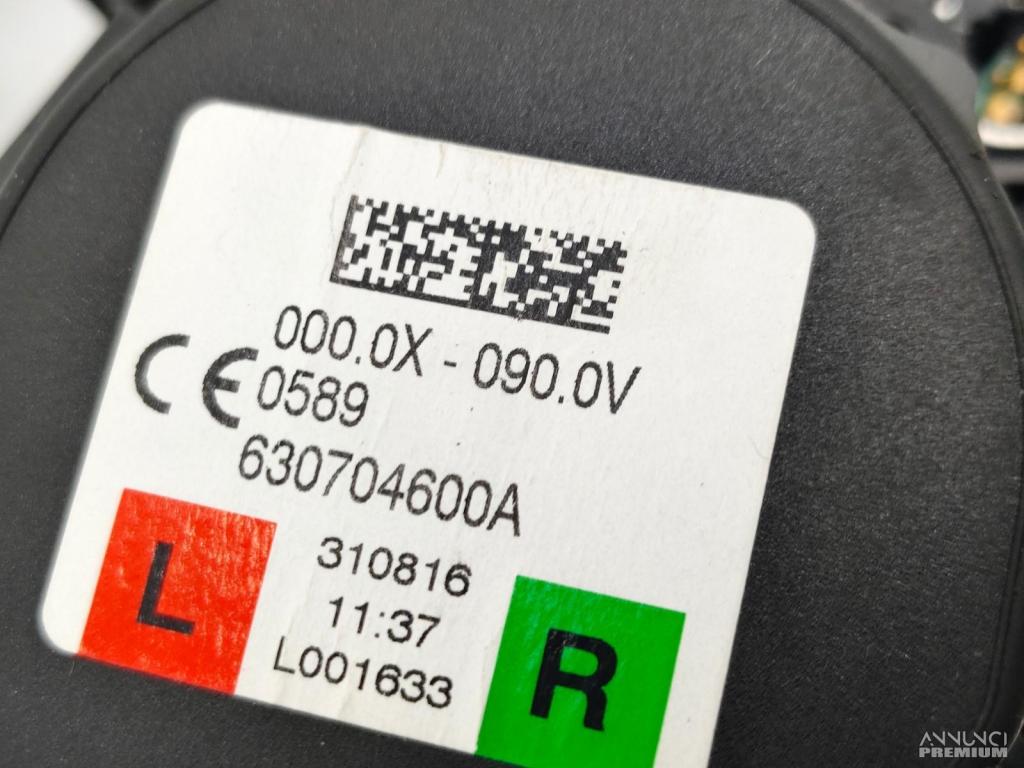 000.0X - 090.0V
CE 0589
630704600A
310816
11:37
L001633
L
R
ANNUNCI
PREMIUM